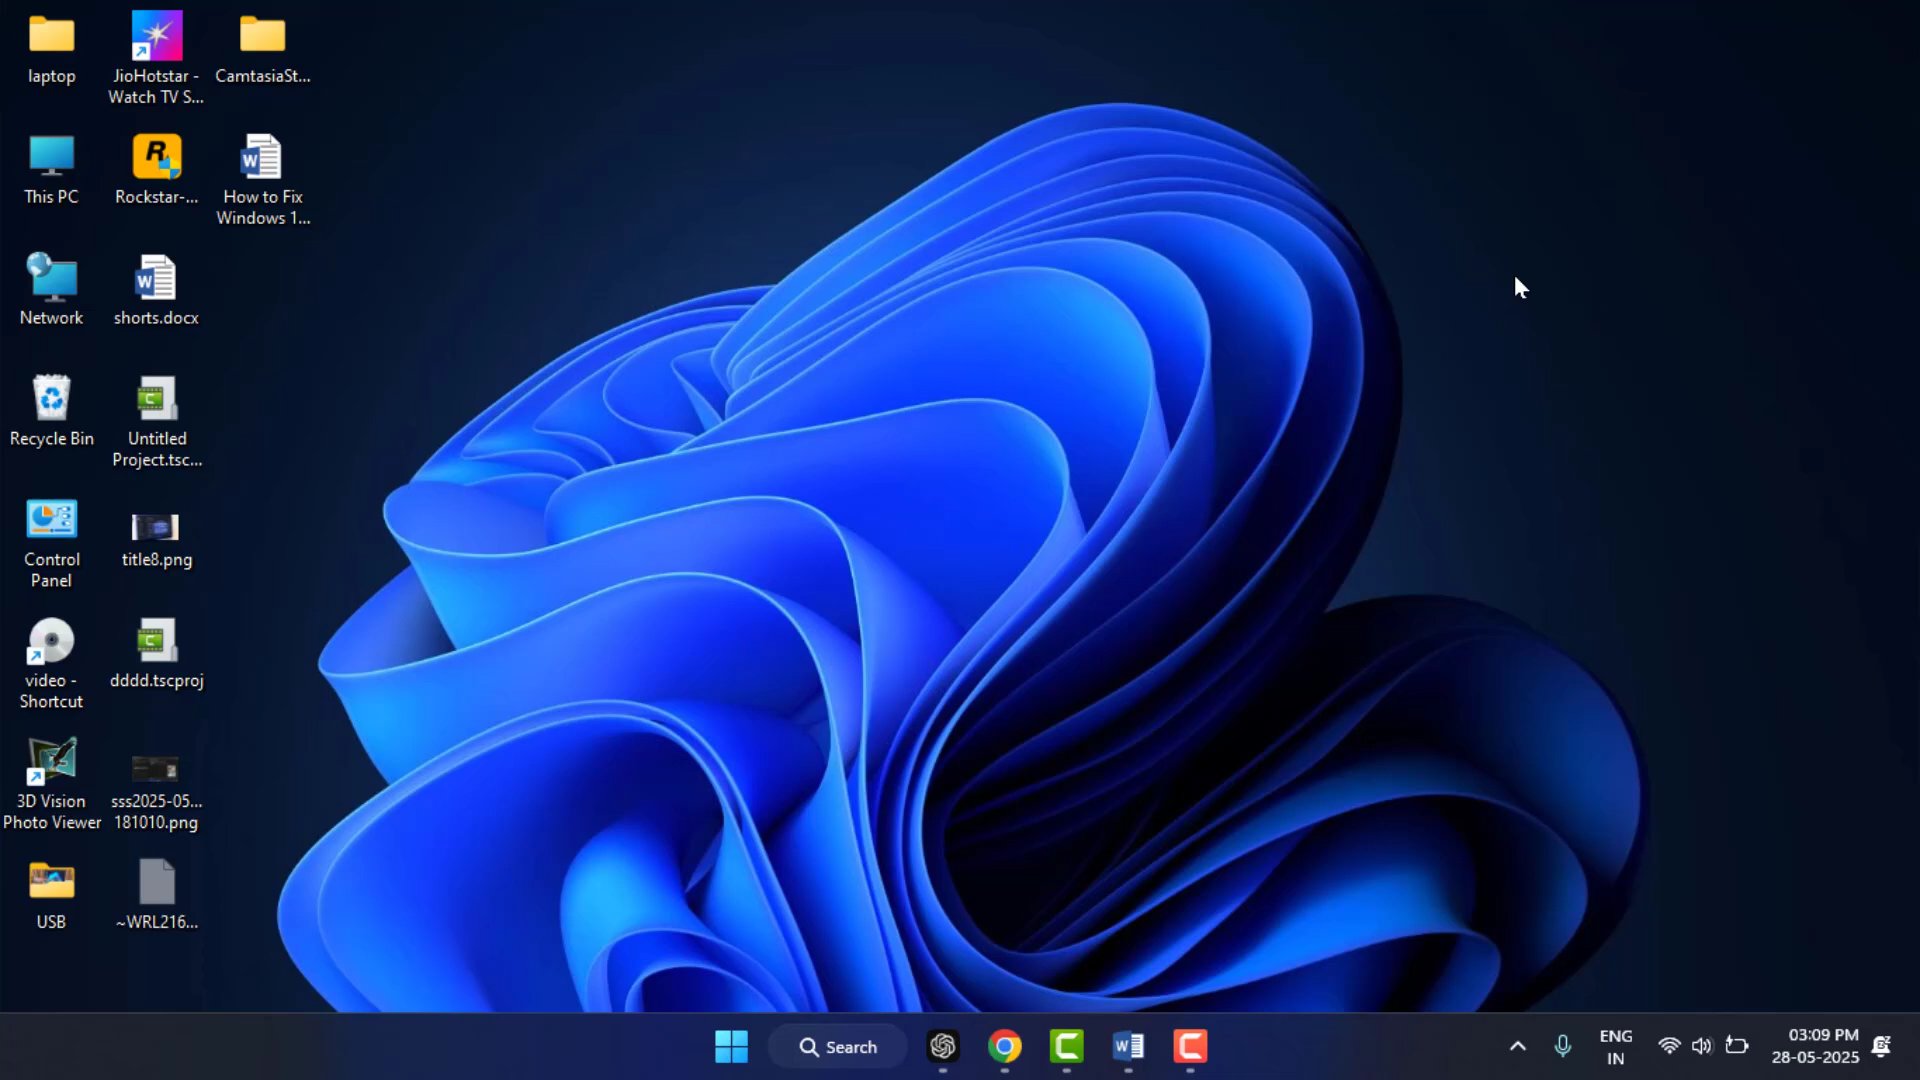 laptop
JioHotstar -
Watch TV S...
CamtasiaSt...
This PC
Rockstar-...
How to Fix
Windows 1...
Network
shorts.docx
Recycle Bin
Untitled
Project.tsc...
Control
Panel
title8.png
video -
Shortcut
dddd.tscproj
3D Vision
Photo Viewer
sss2025-05...
181010.png
USB
~WRL216...
Search
ENG
IN
03:09 PM
28-05-2025